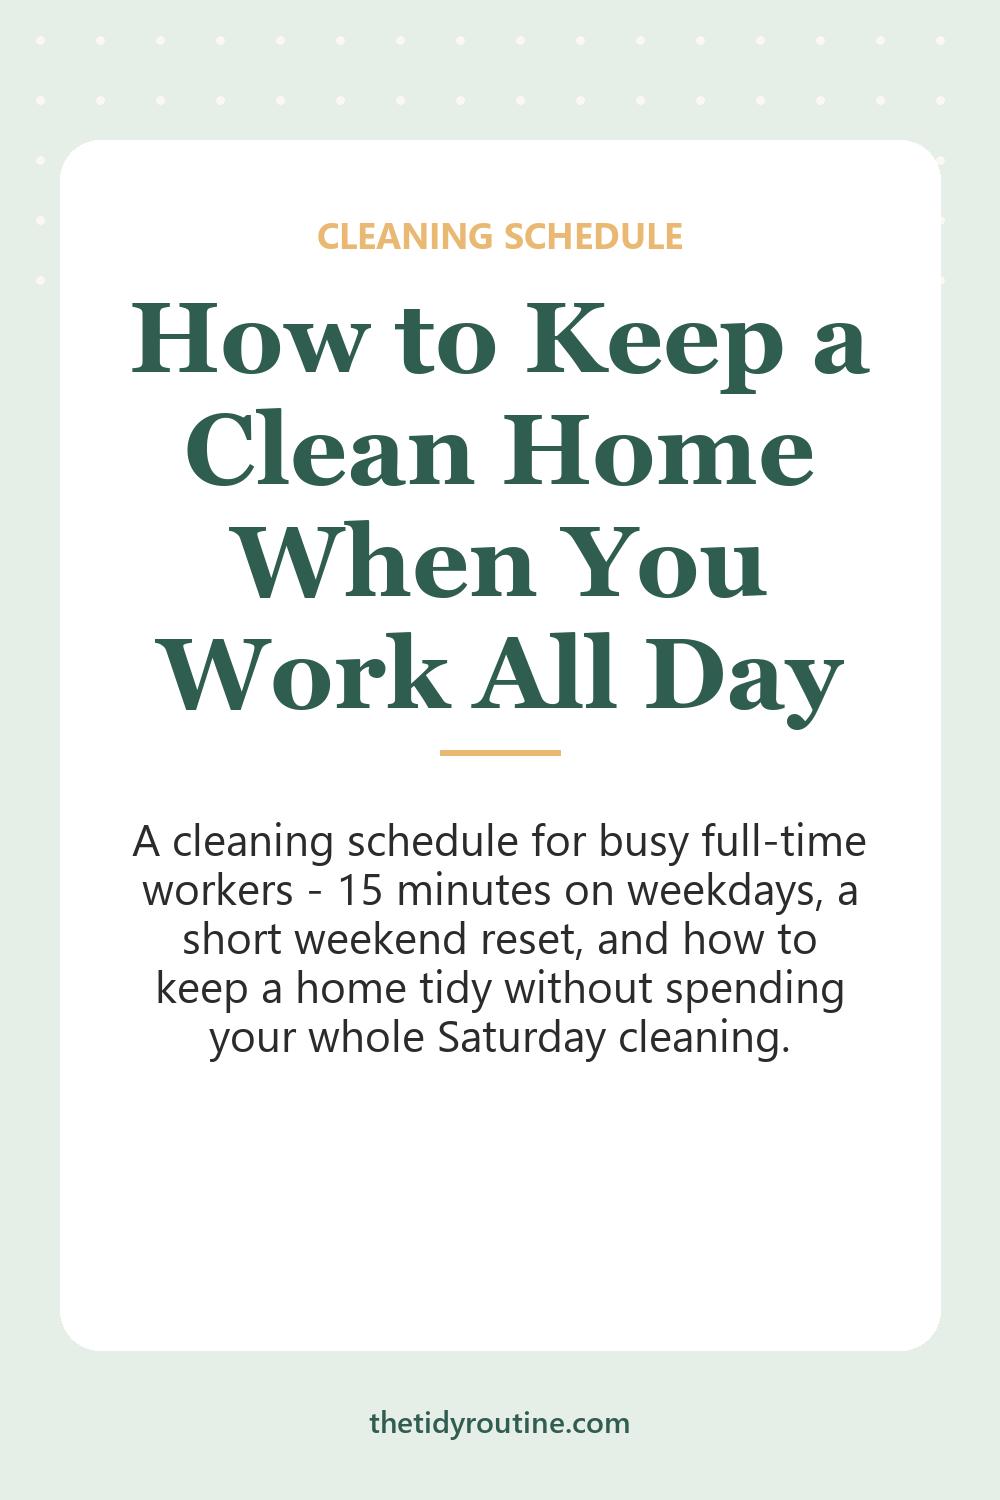 CLEANING SCHEDULE
How to Keep a
Clean Home
When You
Work All Day
A cleaning schedule for busy full-time
workers - 15 minutes on weekdays, a
short weekend reset, and how to
keep a home tidy without spending
your whole Saturday cleaning.
thetidyroutine.com